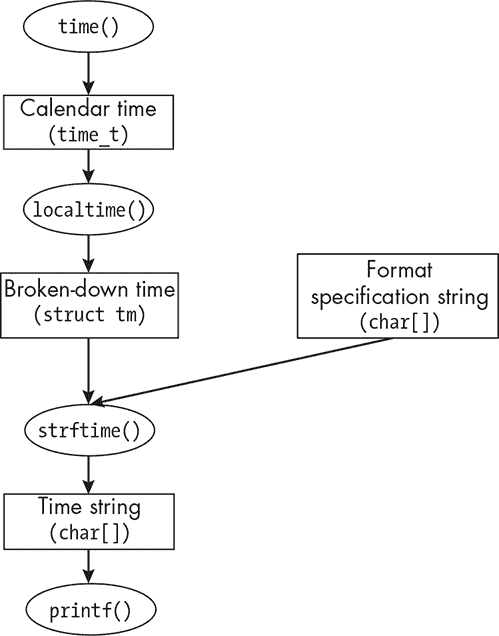 time()
Calendar time
(time_t)
localtime()
Broken-down time
(struct tm)
Format
specification string
(char[])
strftime()
Time string
(char[])
printf()